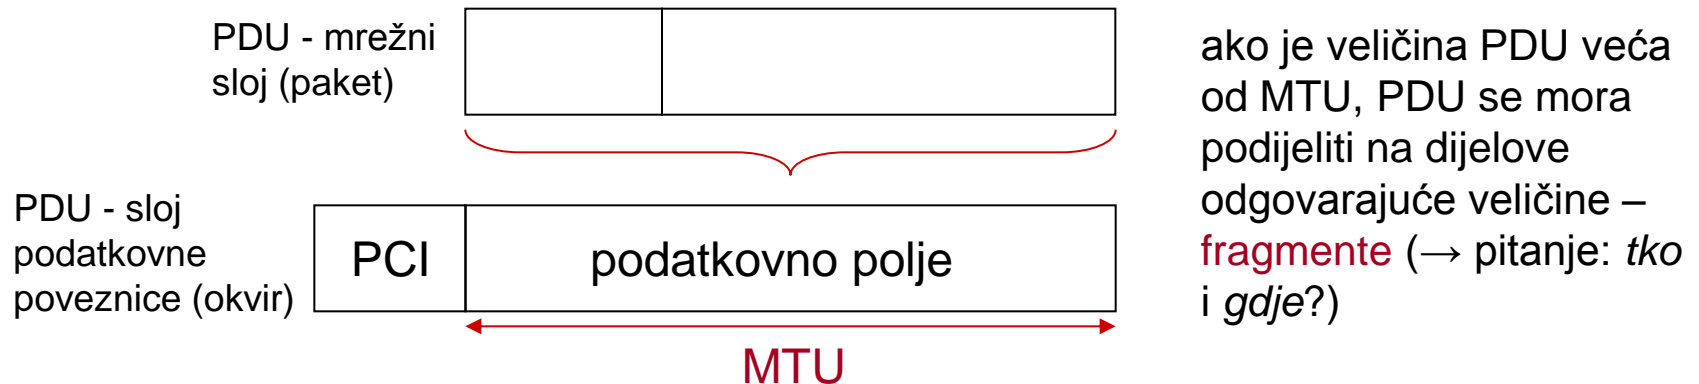 PDU - mrežni
sloj (paket)
PDU - sloj
podatkovne
poveznice (okvir)
PCI
podatkovno polje
MTU
ako je veličina PDU veća
od MTU, PDU se mora
podijeliti na dijelove
odgovarajuće veličine –
fragmente (→ pitanje: tko
i gdje?)